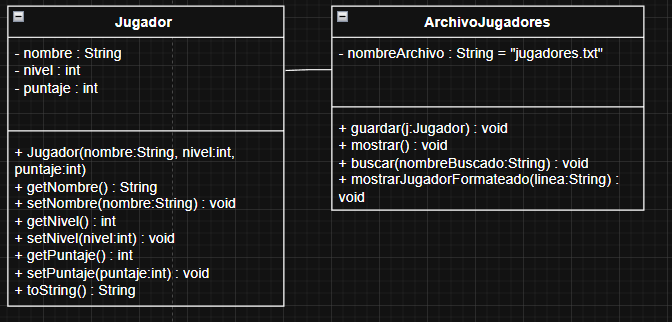 Jugador
- nombre : String
- nivel : int
- puntaje : int
+ Jugador(nombre:String, nivel:int,
puntaje:int)
+ getNombre() : String
+ setNombre(nombre:String) : void
+ getNivel() : int
+ setNivel(nivel:int) : void
+ getPuntaje() : int
+ setPuntaje(puntaje:int) : void
+ toString() : String
ArchivoJugadores
- nombreArchivo : String = "jugadores.txt"
+ guardar(j:Jugador) : void
+ mostrar() : void
+ buscar(nombreBuscado:String) : void
+ mostrarJugadorFormateado(linea:String) :
void